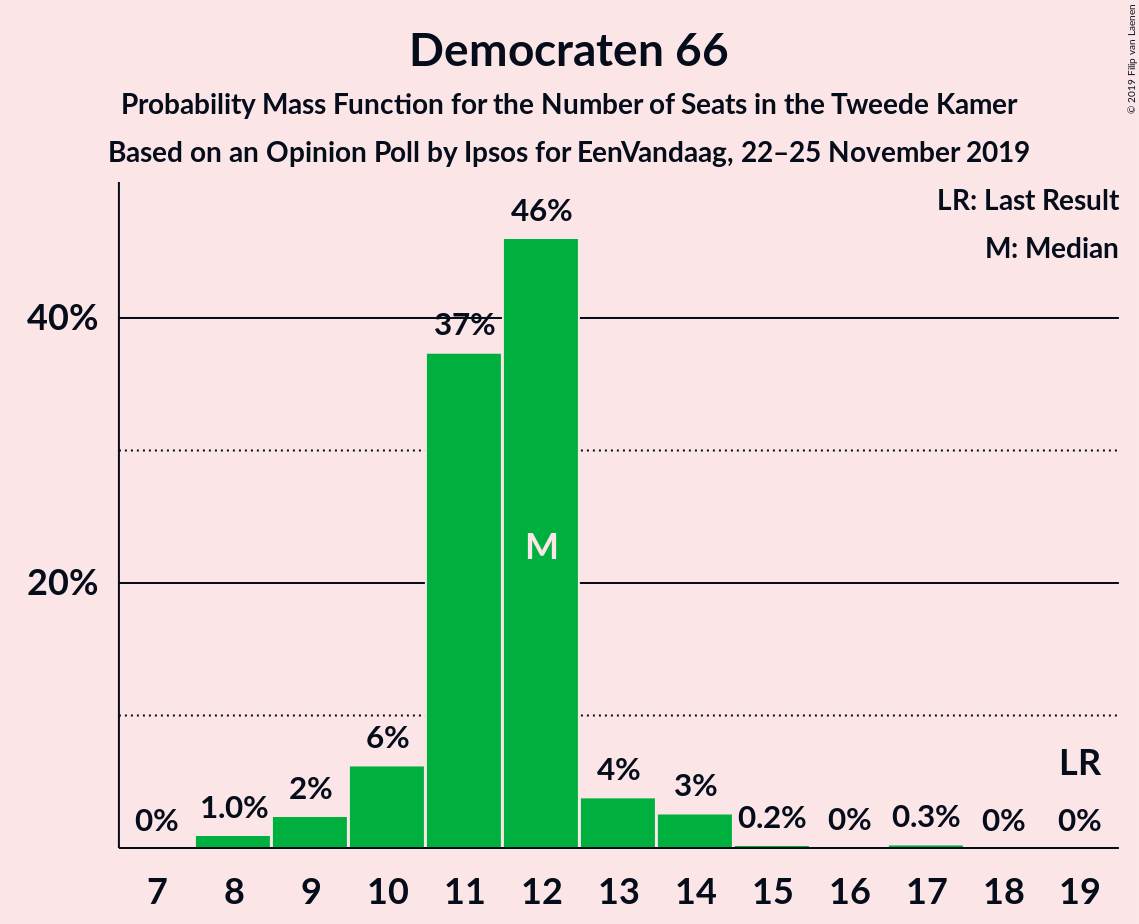 Democraten 66
Probability Mass Function for the Number of Seats in the Tweede Kamer
Based on an Opinion Poll by Ipsos for EenVandaag, 22–25 November 2019
© 2019 Filip van Laenen
LR: Last Result
M: Median
40%
20%
0%
1.0%
2%
6%
37%
46%
M
4%
3%
0.2%
0%
0.3%
0%
LR
0%
7 8 9 10 11 12 13 14 15 16 17 18 19